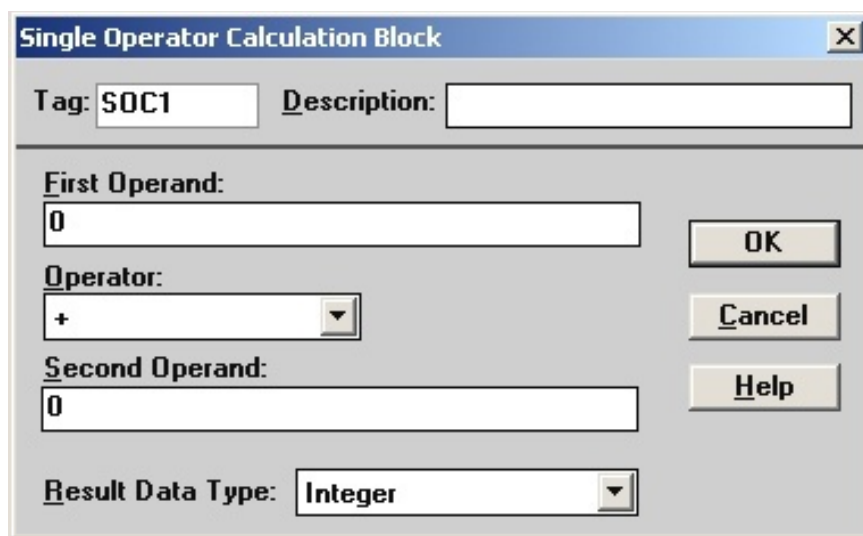 Single Operator Calculation Block
Tag: SOC1 Description:
First Operand:
0
OK
Operator:
+
Cancel
Second Operand:
0
Help
Result Data Type: Integer